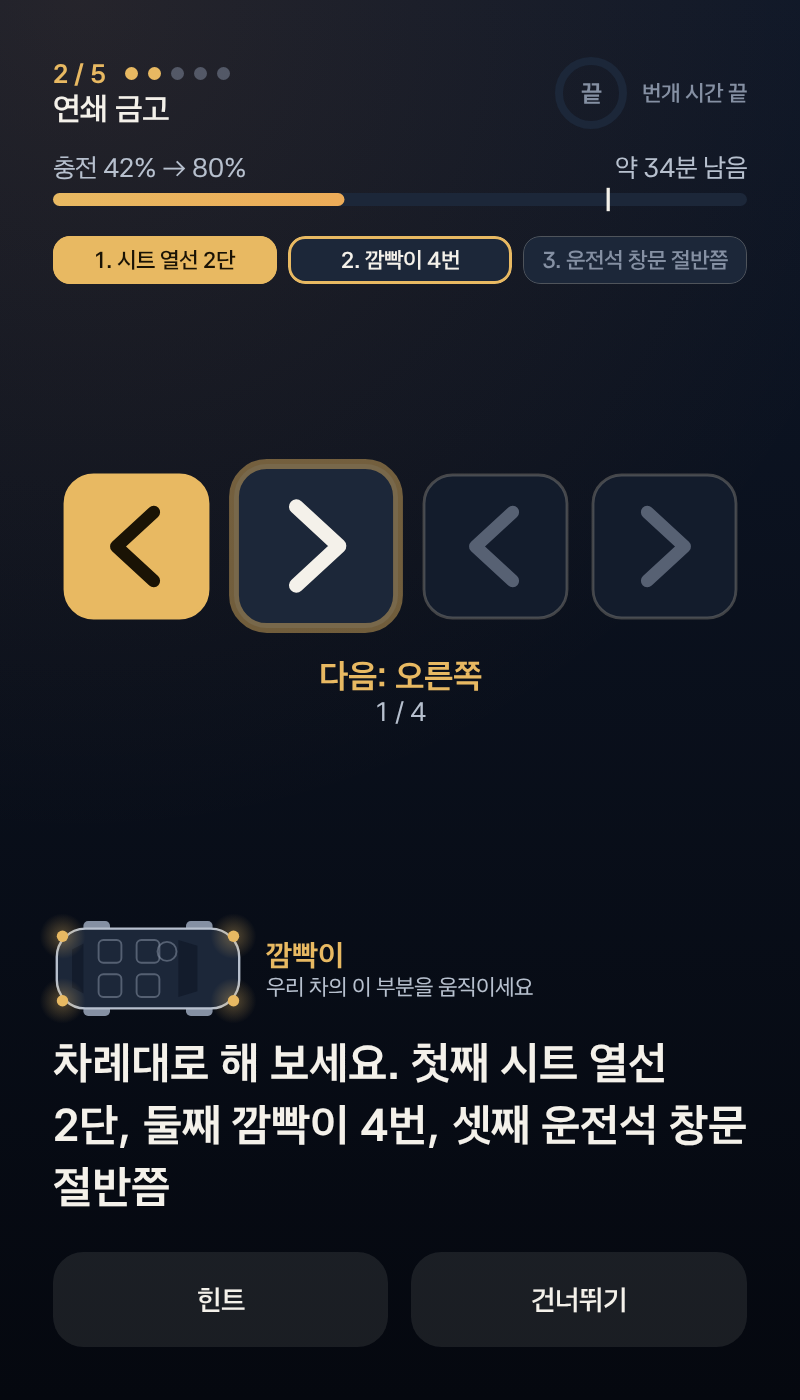 2 / 5
연쇄 금고
끝
번개 시간 끝
충전 42% → 80%
약 34분 남음
1. 시트 열선 2단
2. 깜빡이 4번
3. 운전석 창문 절반쯤
다음: 오른쪽
1 / 4
깜빡이
우리 차의 이 부분을 움직이세요
차례대로 해 보세요. 첫째 시트 열선
2단, 둘째 깜빡이 4번, 셋째 운전석 창문
절반쯤
힌트
건너뛰기